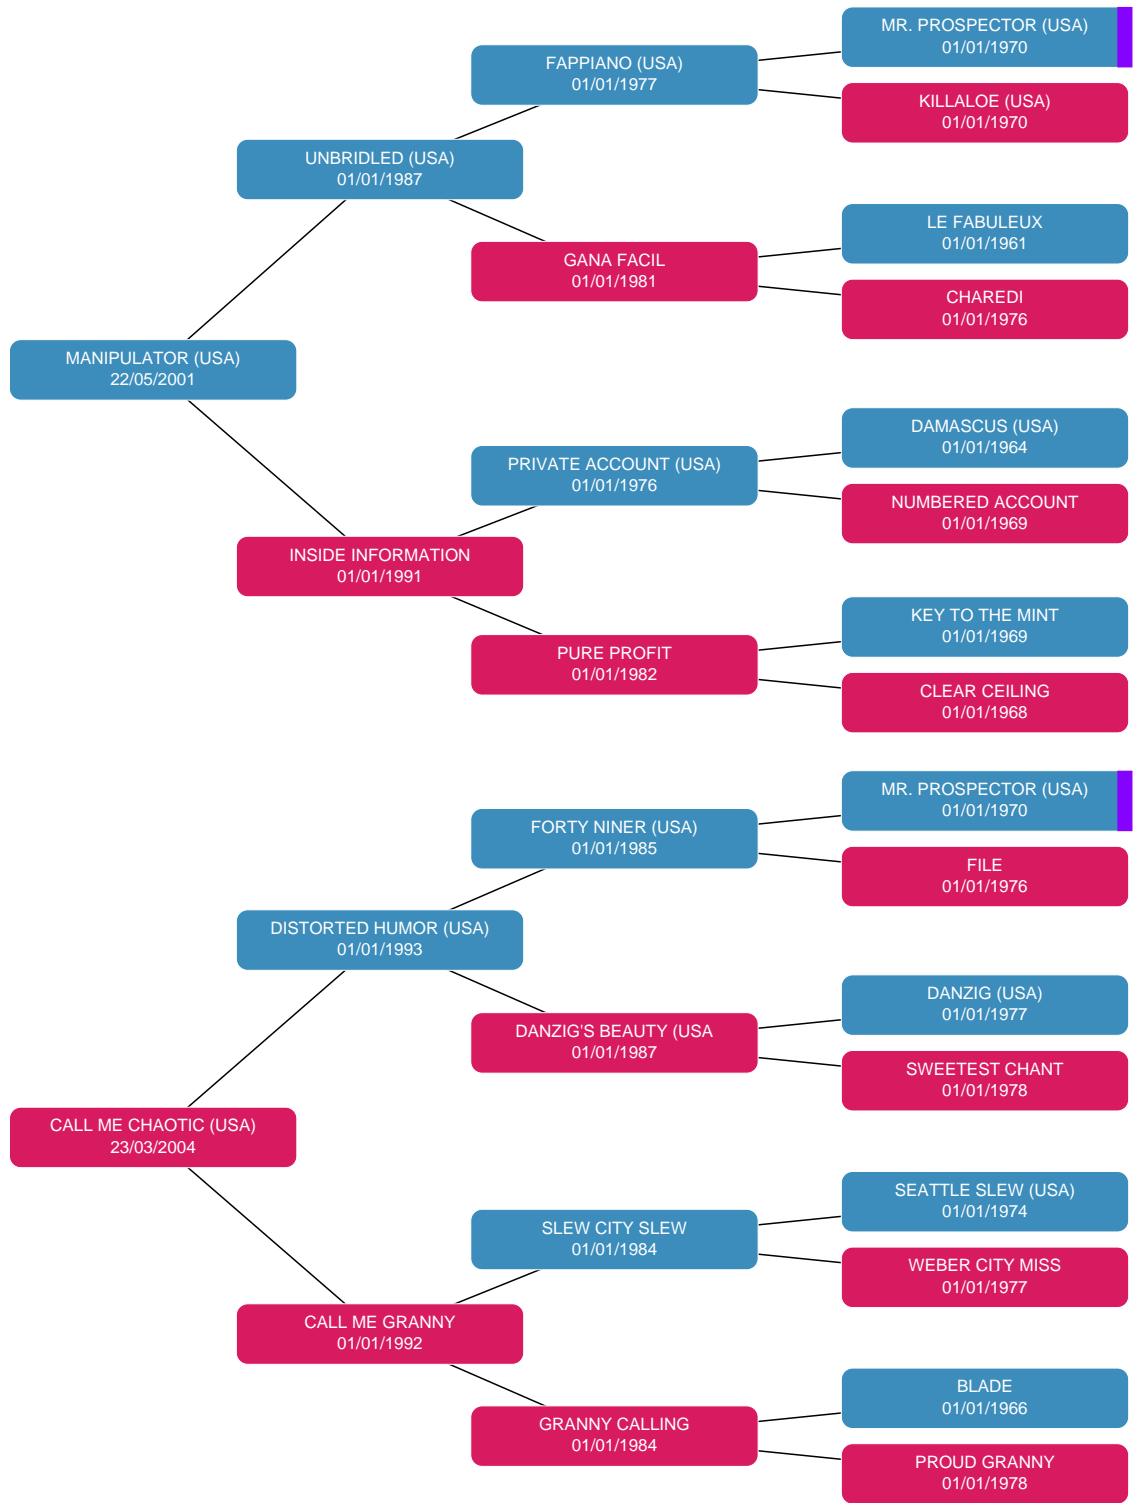 MR. PROSPECTOR (USA)
01/01/1970
FAPPIANO (USA)
01/01/1977
KILLALOE (USA)
01/01/1970
UNBRIDLED (USA)
01/01/1987
LE FABULEUX
01/01/1961
GANA FACIL
01/01/1981
CHAREDI
01/01/1976
MANIPULATOR (USA)
22/05/2001
DAMASCUS (USA)
01/01/1964
PRIVATE ACCOUNT (USA)
01/01/1976
NUMBERED ACCOUNT
01/01/1969
INSIDE INFORMATION
01/01/1991
KEY TO THE MINT
01/01/1969
PURE PROFIT
01/01/1982
CLEAR CEILING
01/01/1968
MR. PROSPECTOR (USA)
01/01/1970
FORTY NINER (USA)
01/01/1985
FILE
01/01/1976
DISTORTED HUMOR (USA)
01/01/1993
DANZIG (USA)
01/01/1977
DANZIG'S BEAUTY (USA
01/01/1987
SWEETEST CHANT
01/01/1978
CALL ME CHAOTIC (USA)
23/03/2004
SEATTLE SLEW (USA)
01/01/1974
SLEW CITY SLEW
01/01/1984
WEBER CITY MISS
01/01/1977
CALL ME GRANNY
01/01/1992
BLADE
01/01/1966
GRANNY CALLING
01/01/1984
PROUD GRANNY
01/01/1978